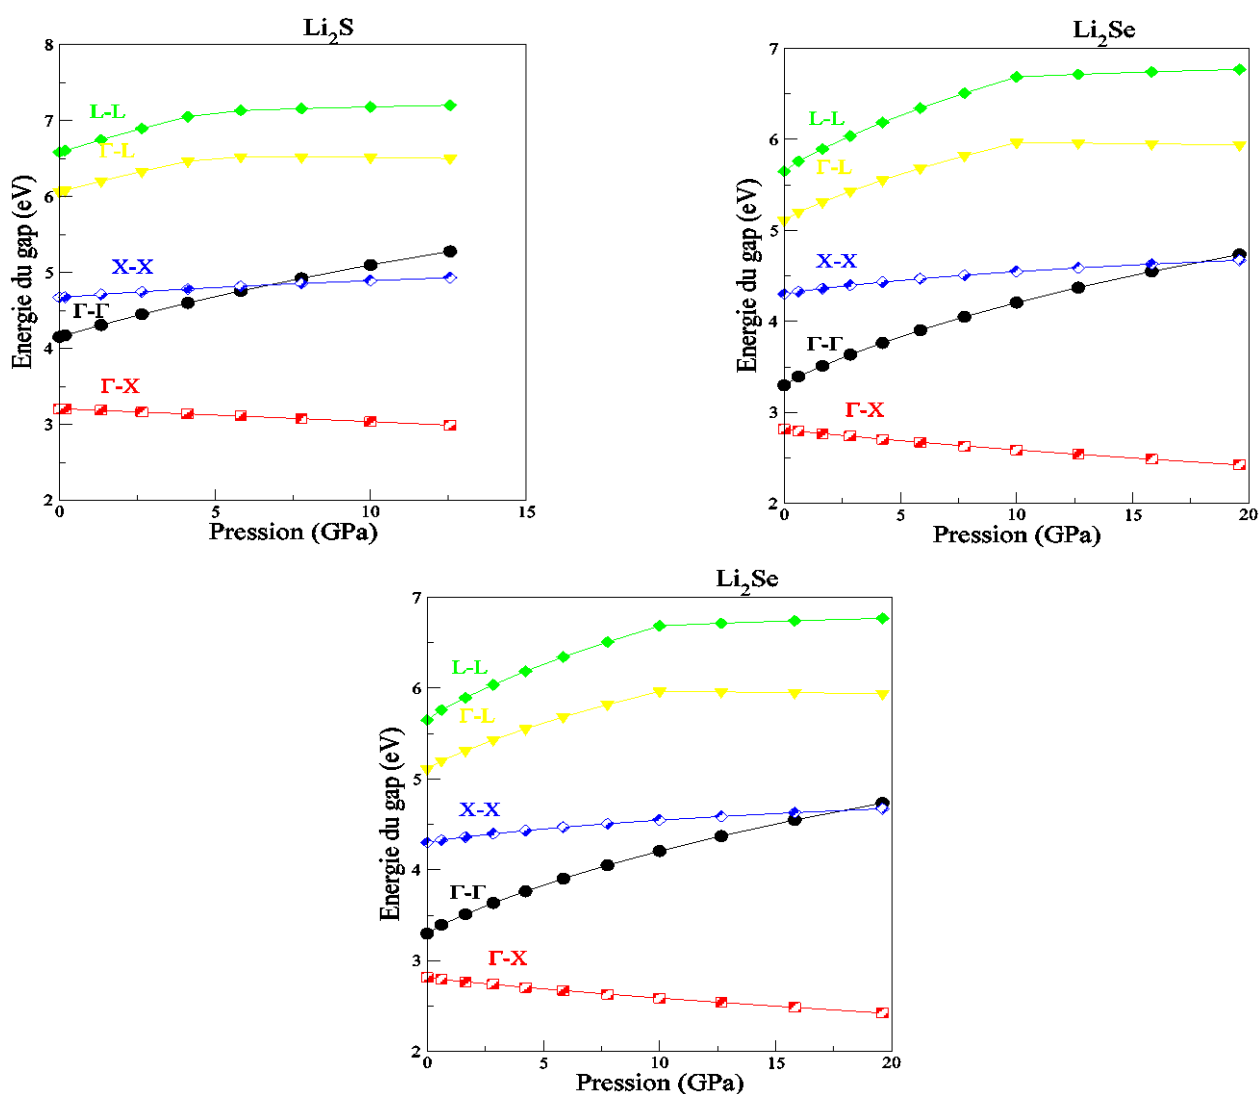 Li₂S
8
7
6
5
4
3
2
Energie du gap (eV)
L-L
Γ-L
X-X
Γ-Γ
Γ-X
0
5
10
15
Pression (GPa)
Li₂Se
7
6
5
4
3
2
Energie du gap (eV)
L-L
Γ-L
X-X
Γ-Γ
Γ-X
0
5
10
15
20
Pression (GPa)
Li₂Se
7
6
5
4
3
2
Energie du gap (eV)
L-L
Γ-L
X-X
Γ-Γ
Γ-X
0
5
10
15
20
Pression (GPa)